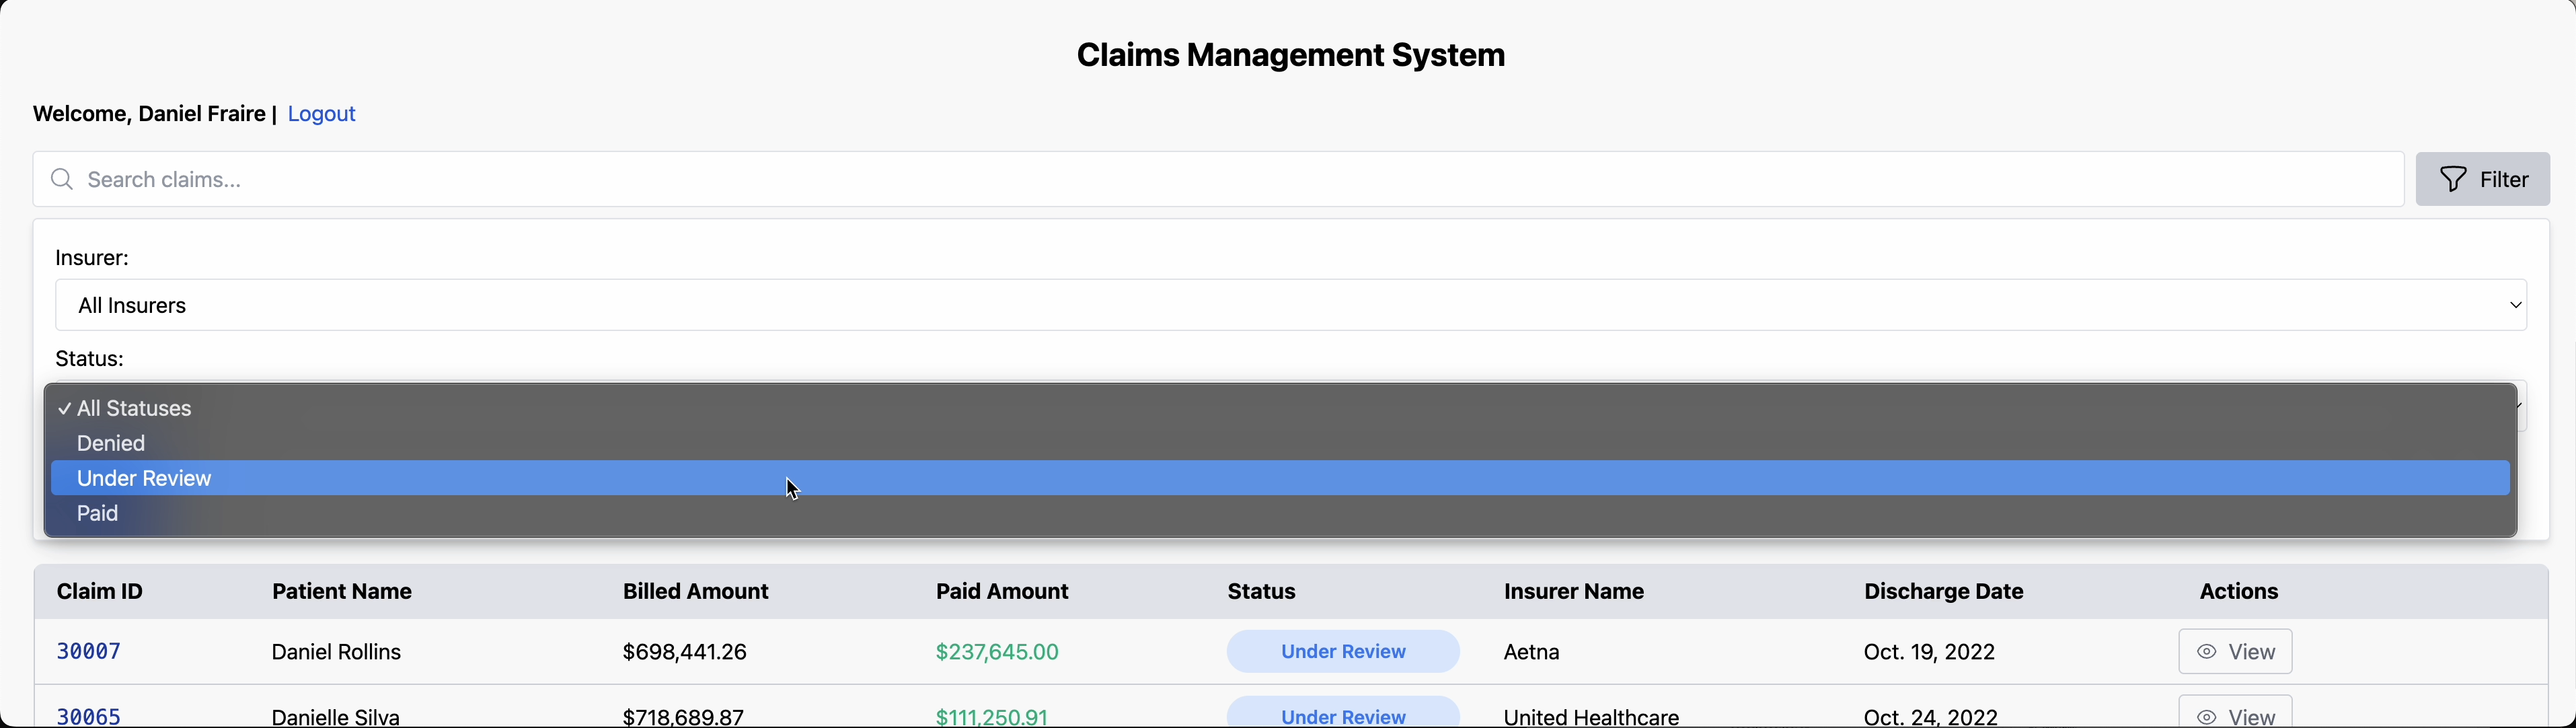 Claims Management System
Welcome, Daniel Fraire | Logout
Search claims...
Filter
Insurer:
All Insurers
Status:
✓ All Statuses
Denied
Under Review
Paid
Claim ID Patient Name Billed Amount Paid Amount Status Insurer Name Discharge Date Actions
30007 Daniel Rollins $698,441.26 $237,645.00 Under Review Aetna Oct. 19, 2022 View
30065 Danielle Silva $718,689.87 $111,250.91 Under Review United Healthcare Oct. 24, 2022 View